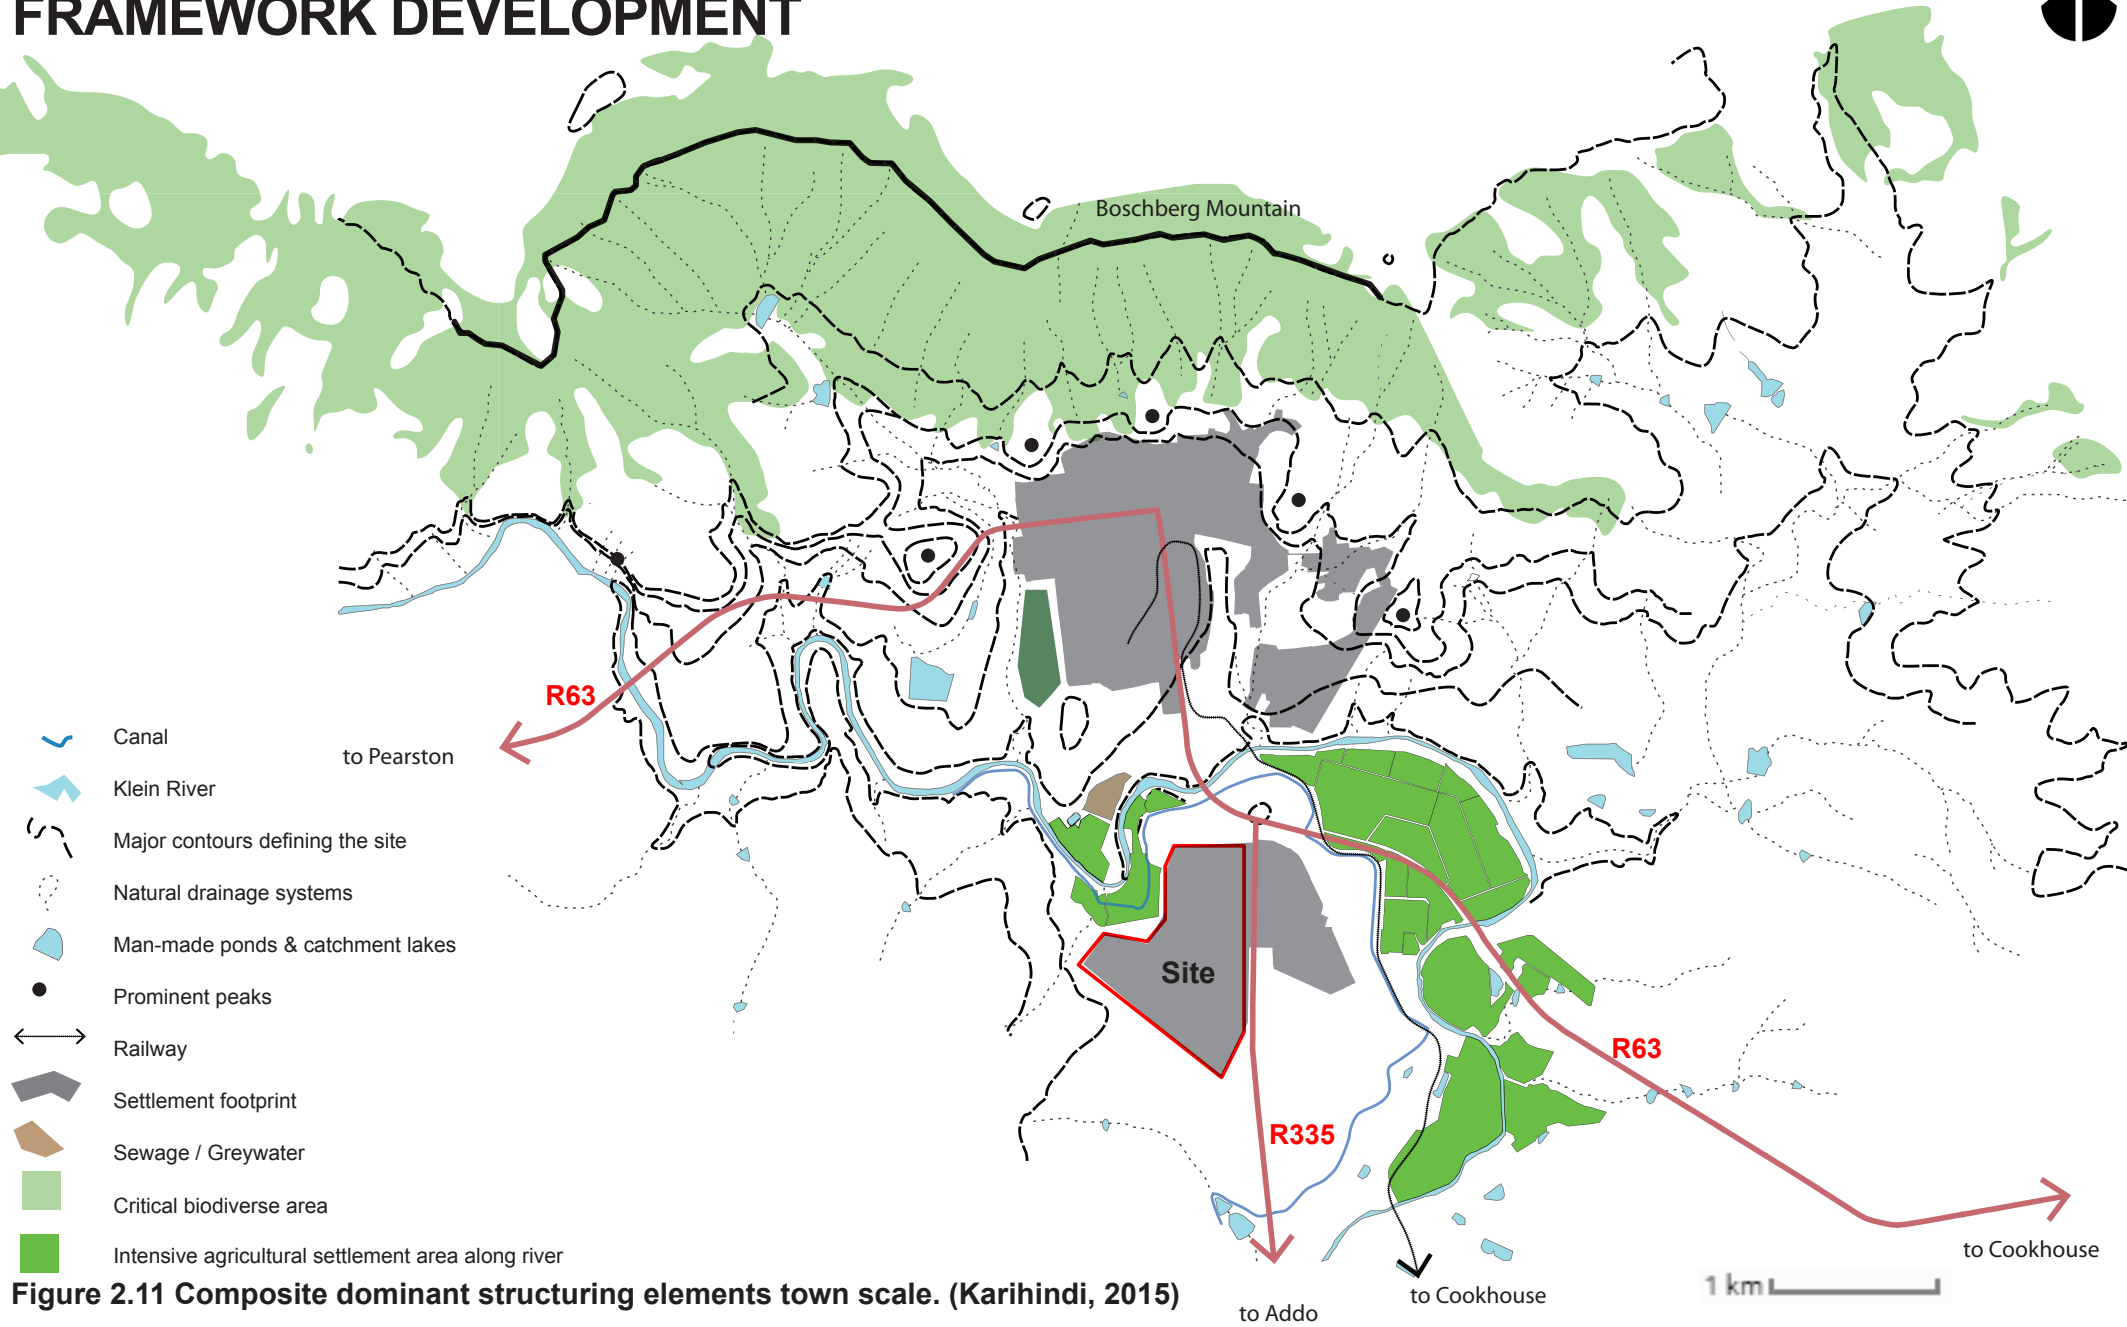 FRAMEWORK DEVELOPMENT
Boschberg Mountain
R63
to Pearston
Canal
Klein River
Major contours defining the site
Natural drainage systems
Man-made ponds & catchment lakes
Prominent peaks
Railway
Settlement footprint
Sewage / Greywater
Critical biodiverse area
Intensive agricultural settlement area along river
Site
R63
R335
to Cookhouse
1 km
to Cookhouse
to Addo
Figure 2.11 Composite dominant structuring elements town scale. (Karihindi, 2015)